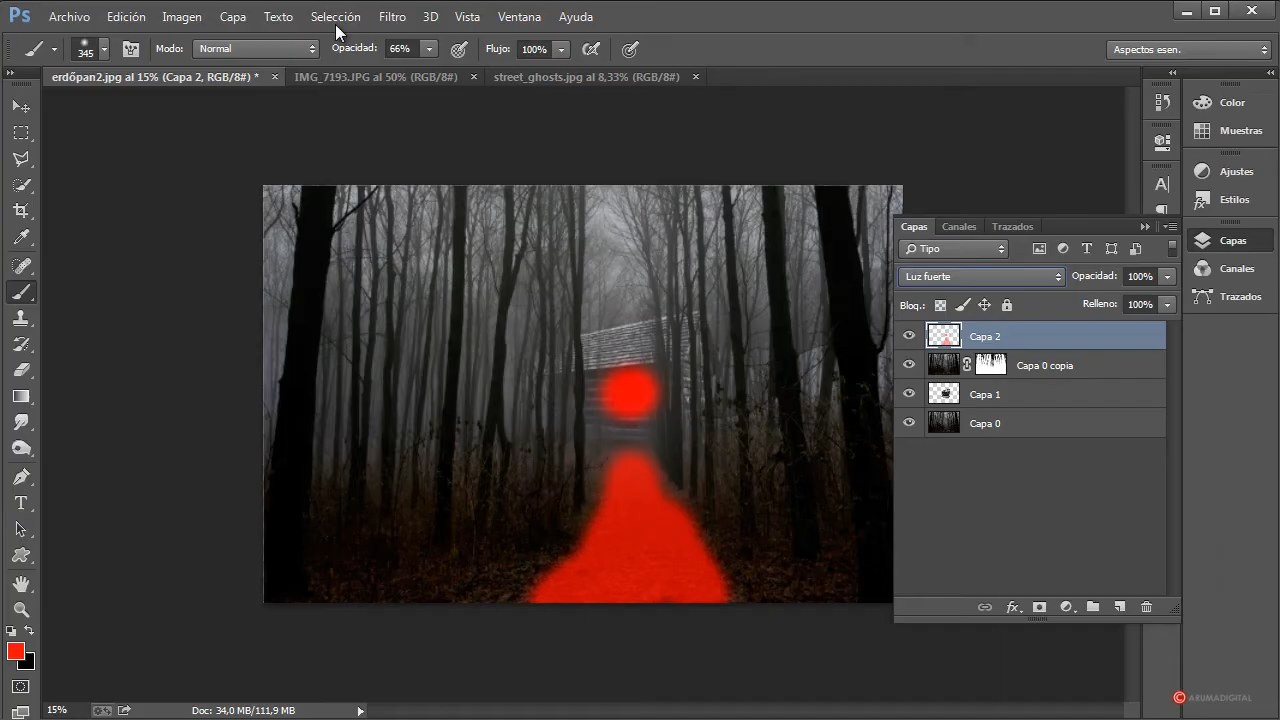 Ps Archivo Edición Imagen Capa Texto Selección Filtro 3D Vista Ventana Ayuda
345 Modo: Normal Opacidad: 66% Flujo: 100% Aspectos esen.
erdőpan2.jpg al 15% (Capa 2, RGB/8#) * IMG_7193.JPG al 50% (RGB/8#) street_ghosts.jpg al 8,33% (RGB/8#)
Color
Muestras
Ajustes
Estilos
Capas
Canales
Trazados
Capas Canales Trazados
Tipo
Luz fuerte Opacidad: 100%
Bloq.: Relleno: 100%
Capa 2
Capa 0 copia
Capa 1
Capa 0
fx
15% Doc: 34,0 MB/111,9 MB
© ARUMADIGITAL